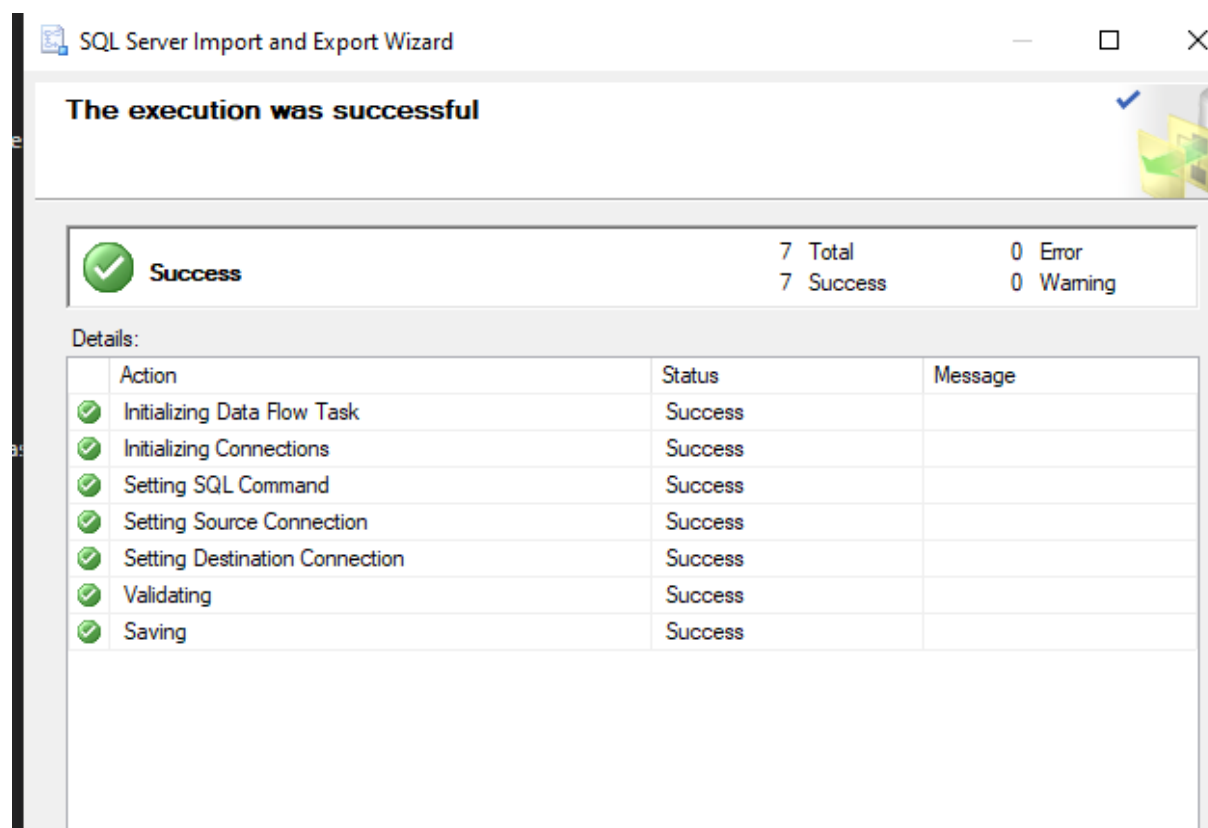 SQL Server Import and Export Wizard
The execution was successful
Success
7 Total 0 Error
7 Success 0 Warning
Details:
Action Status Message
Initializing Data Flow Task Success
Initializing Connections Success
Setting SQL Command Success
Setting Source Connection Success
Setting Destination Connection Success
Validating Success
Saving Success